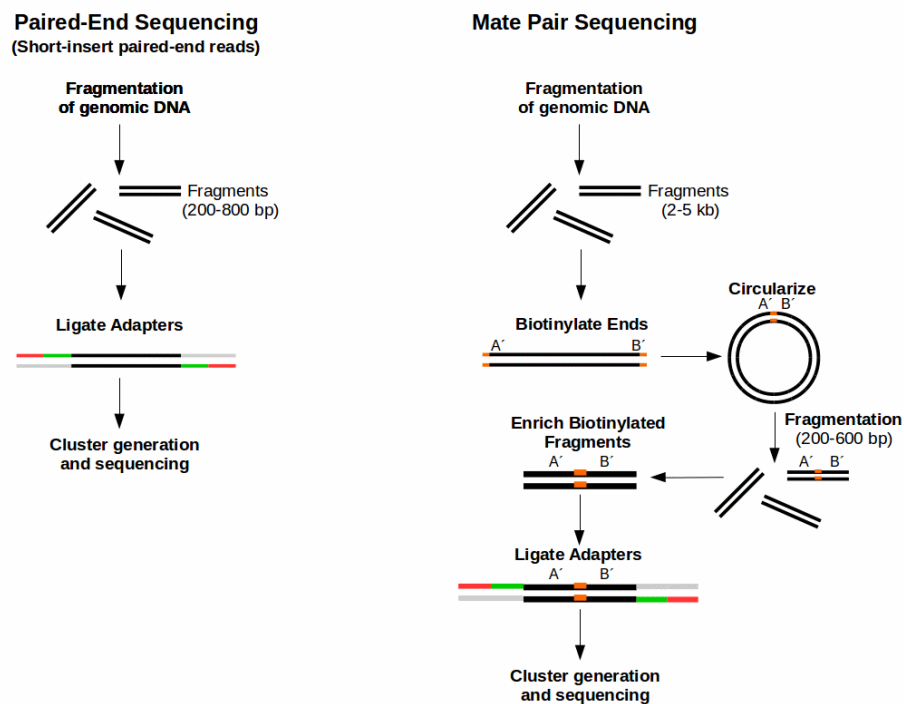 Paired-End Sequencing
(Short-insert paired-end reads)
Fragmentation
of genomic DNA
Fragments
(200-800 bp)
Ligate Adapters
Cluster generation
and sequencing
Mate Pair Sequencing
Fragmentation
of genomic DNA
Fragments
(2-5 kb)
Biotinylate Ends
A´ B´
Circularize
A´ B´
Fragmentation
(200-600 bp)
A´ B´
Enrich Biotinylated
Fragments
A´ B´
Ligate Adapters
A´ B´
Cluster generation
and sequencing